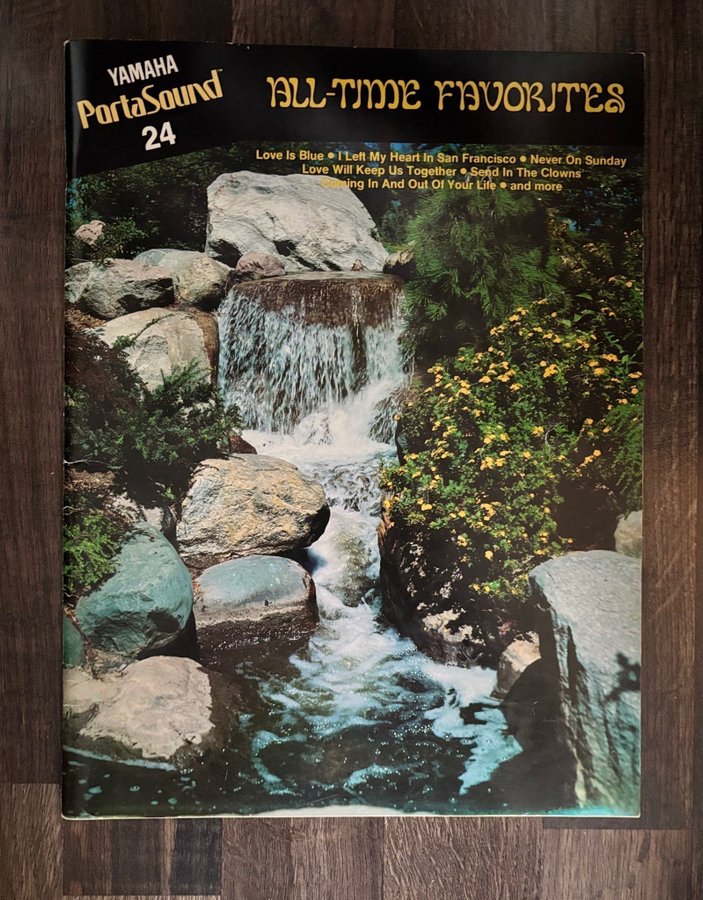 YAMAHA
PortaSound™
24
ALL-TIME FAVORITES
Love Is Blue • I Left My Heart In San Francisco • Never On Sunday
Love Will Keep Us Together • Send In The Clowns
Coming In And Out Of Your Life • and more